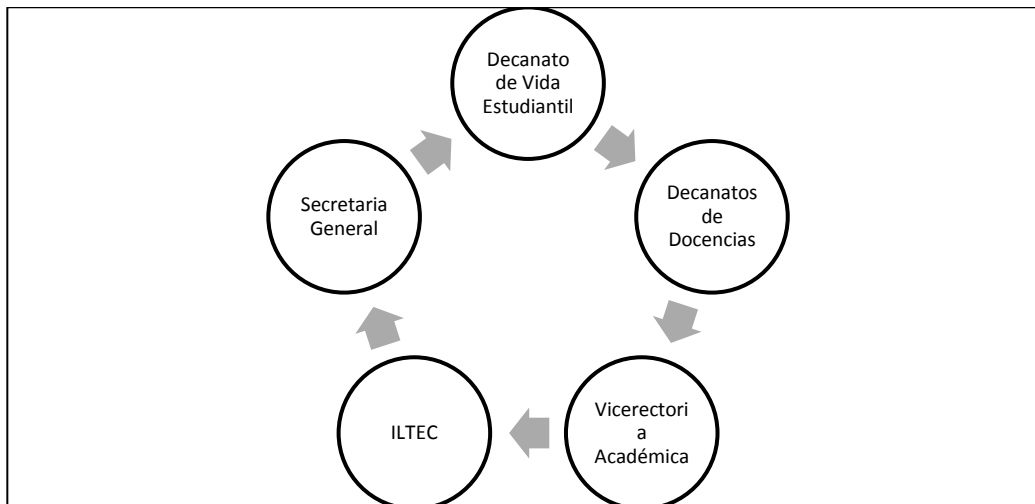 Decanato
de Vida
Estudiantil
Decanatos
de
Docencias
Vicerectori
a
Académica
ILTEC
Secretaria
General